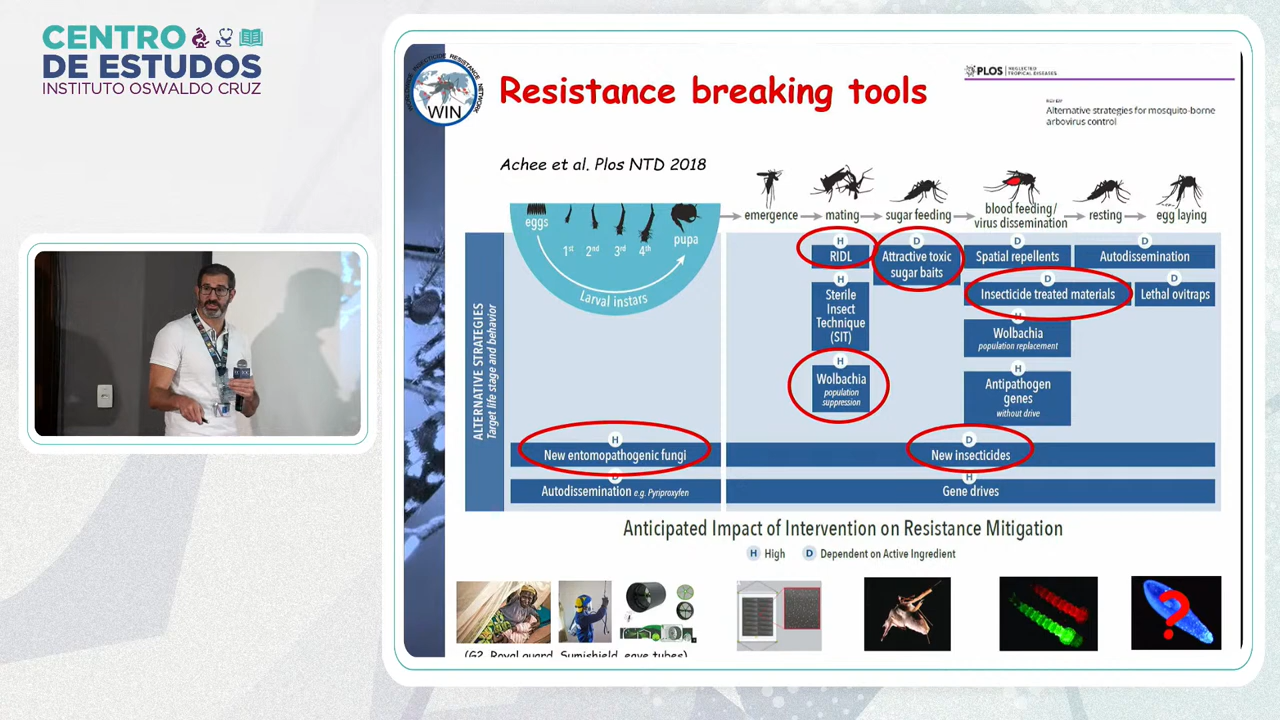 CENTRO
DE ESTUDOS
INSTITUTO OSWALDO CRUZ
WORLDWIDE INSECTICIDE RESISTANCE NETWORK
WIN
Resistance breaking tools
PLOS NEGLECTED TROPICAL DISEASES
REVIEW
Alternative strategies for mosquito-borne
arbovirus control
Achee et al. Plos NTD 2018
eggs
1st
2nd
3rd
4th
pupa
Larval instars
emergence
mating
sugar feeding
blood feeding/
virus dissemination
resting
egg laying
ALTERNATIVE STRATEGIES
Target life stage and behavior
H
RIDL
D
Attractive toxic
sugar baits
D
Spatial repellents
D
Autodissemination
H
Sterile
Insect
Technique
(SIT)
D
Insecticide treated materials
D
Lethal ovitraps
H
Wolbachia
population replacement
H
Wolbachia
population
suppression
H
Antipathogen
genes
without drive
H
New entomopathogenic fungi
D
New insecticides
D
Autodissemination e.g. Pyriproxyfen
H
Gene drives
Anticipated Impact of Intervention on Resistance Mitigation
H High D Dependent on Active Ingredient
?
(G2, Royal guard, Sumishield, eave tubes)